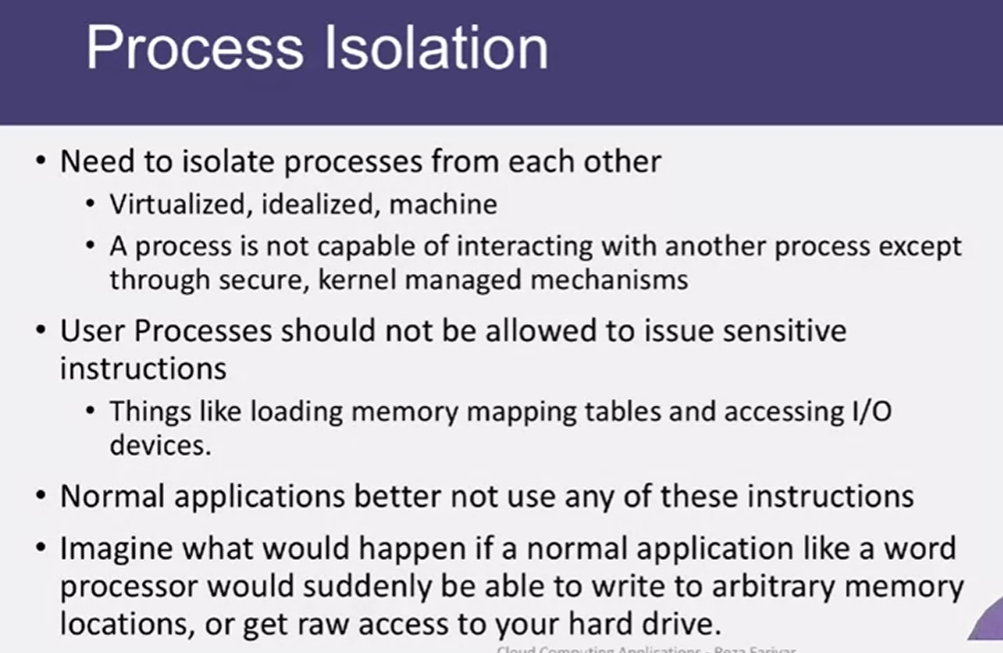 Process Isolation
• Need to isolate processes from each other
• Virtualized, idealized, machine
• A process is not capable of interacting with another process except
through secure, kernel managed mechanisms
• User Processes should not be allowed to issue sensitive
instructions
• Things like loading memory mapping tables and accessing I/O
devices.
• Normal applications better not use any of these instructions
• Imagine what would happen if a normal application like a word
processor would suddenly be able to write to arbitrary memory
locations, or get raw access to your hard drive.
Cloud Computing Applications - Reza Farivar